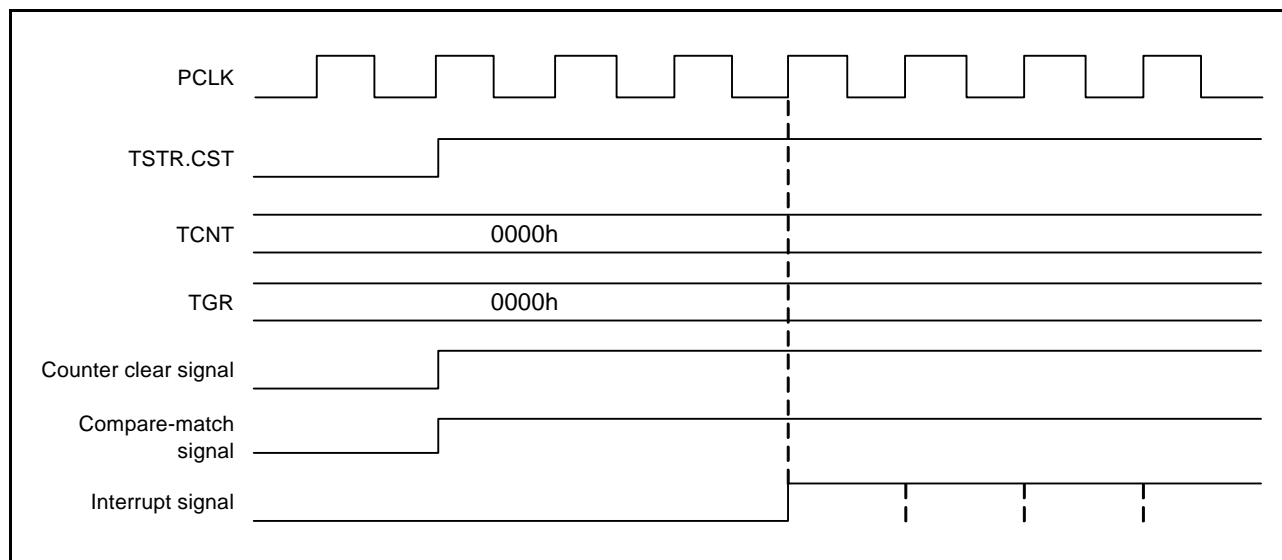 PCLK
TSTR.CST
TCNT
0000h
TGR
0000h
Counter clear signal
Compare-match
signal
Interrupt signal